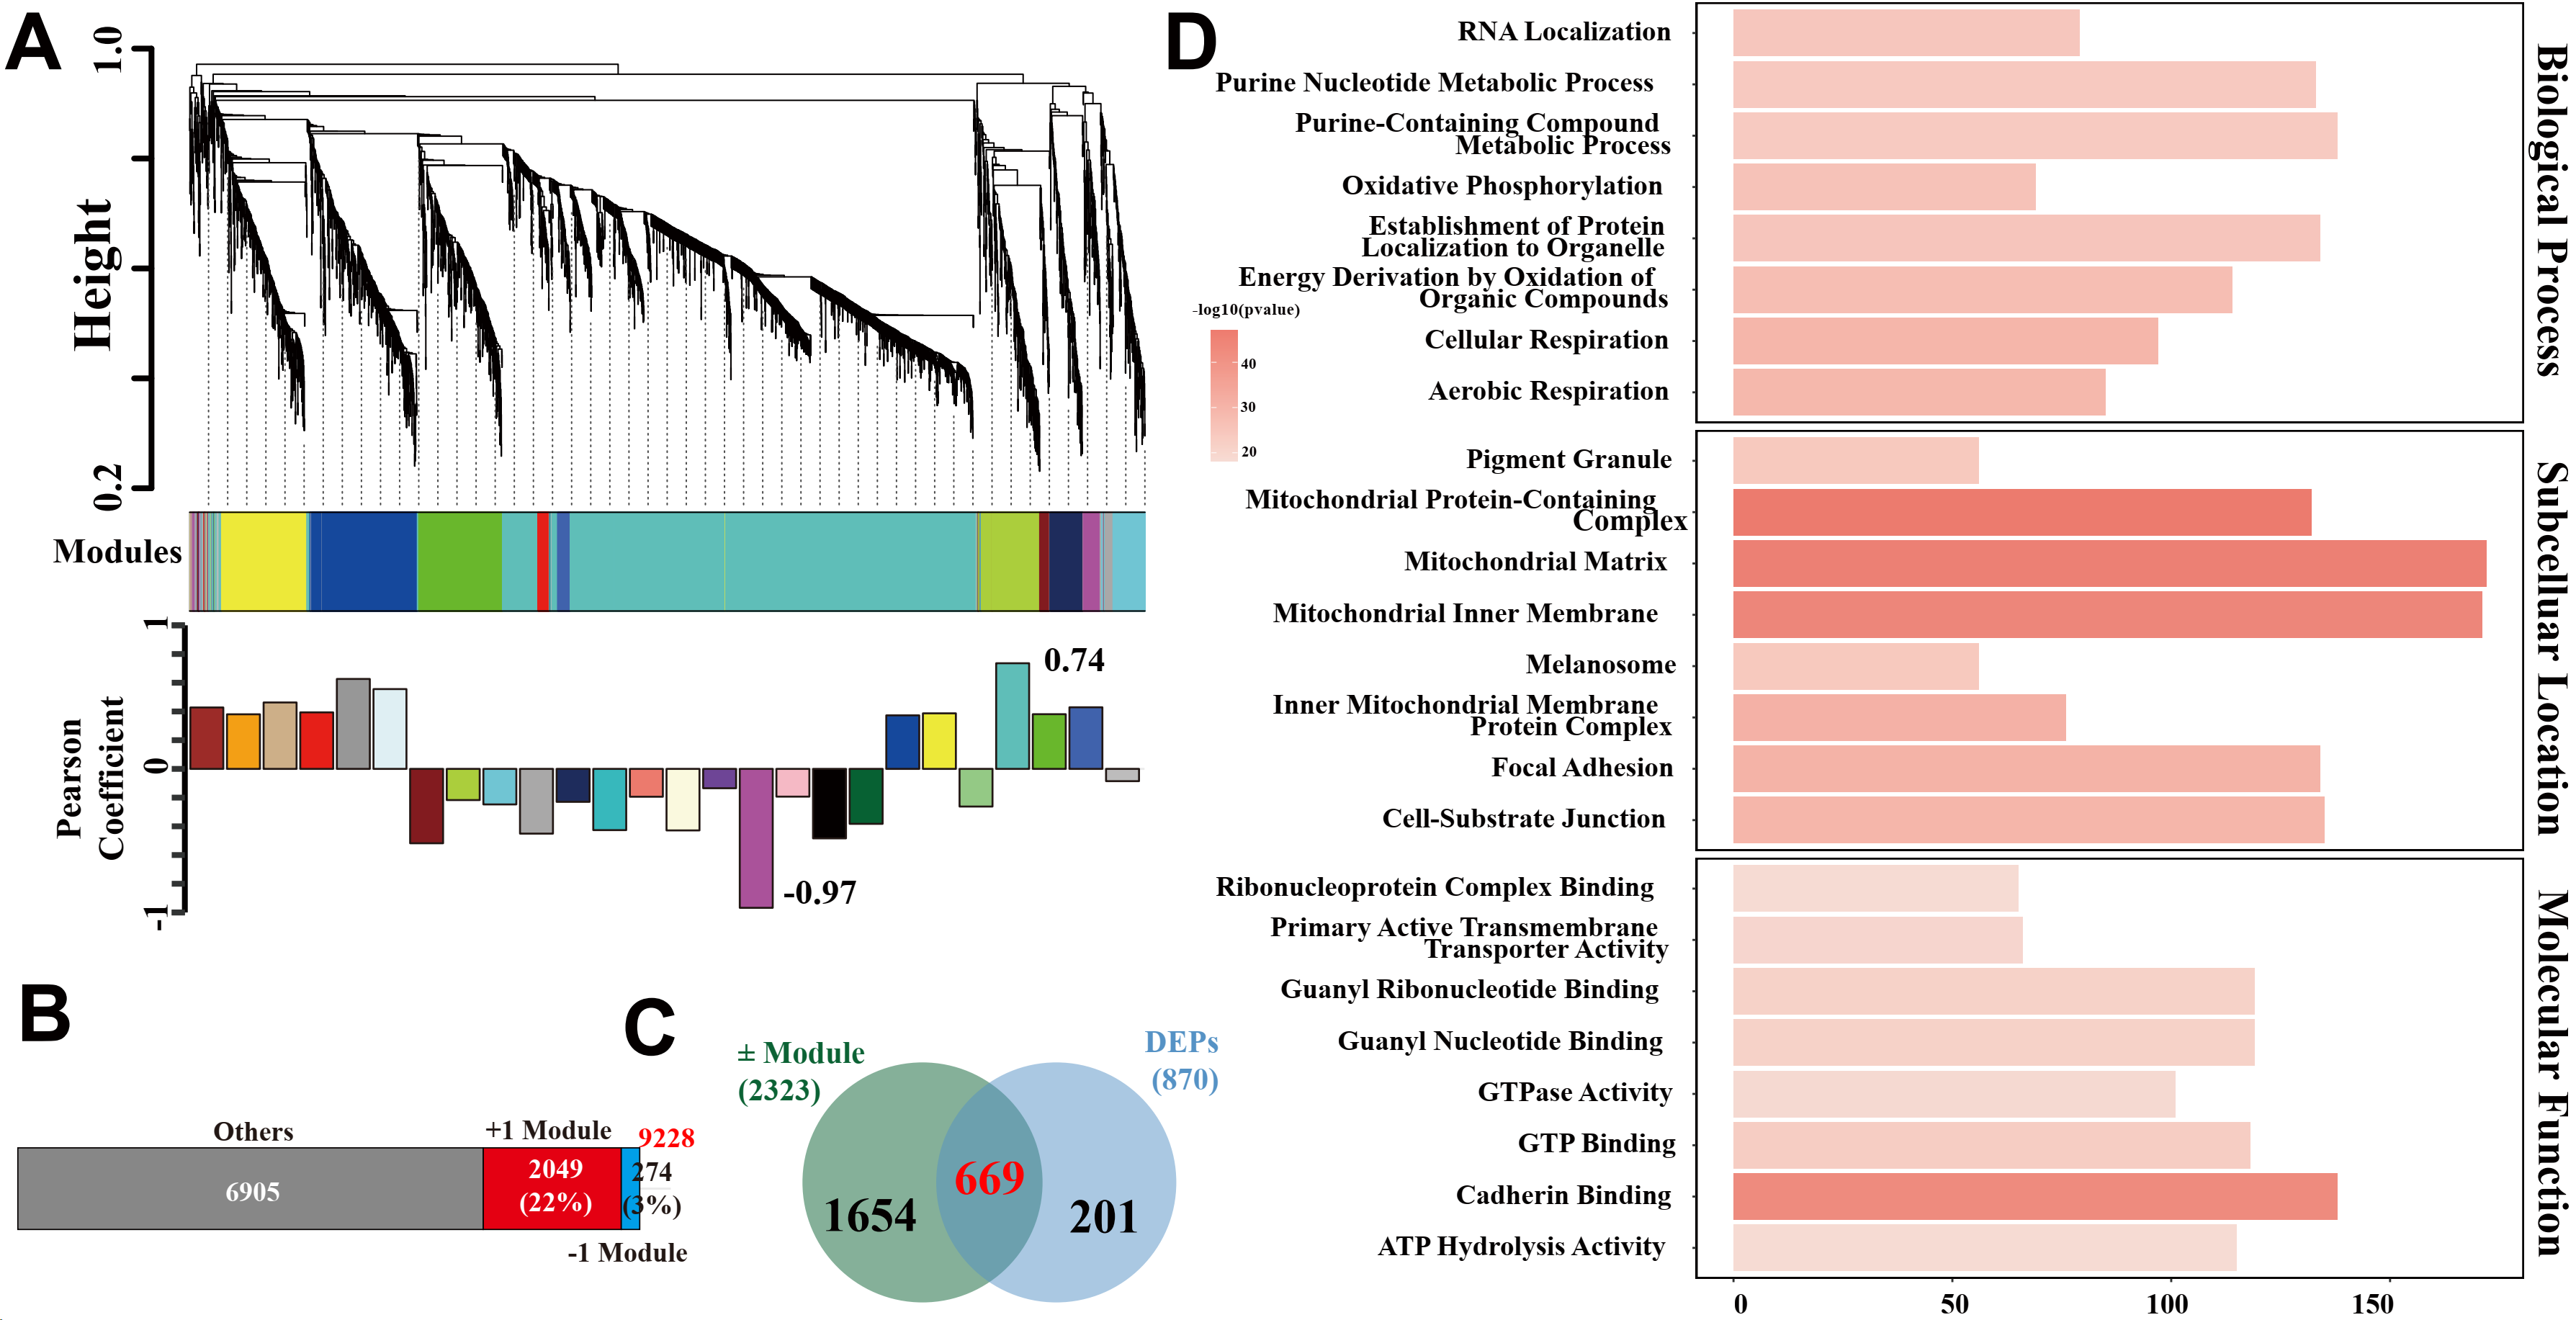 A
1.0
Height
0.2
Modules
1
0
-1
Pearson
Coefficient
0.74
-0.97
B
Others
+1 Module
9228
6905
2049
(22%)
274
(3%)
-1 Module
C
± Module
(2323)
DEPs
(870)
1654
669
201
D
RNA Localization
Purine Nucleotide Metabolic Process
Purine-Containing Compound
Metabolic Process
Oxidative Phosphorylation
Establishment of Protein
Localization to Organelle
Energy Derivation by Oxidation of
Organic Compounds
Cellular Respiration
Aerobic Respiration
Biological Process
-log10(pvalue)
40
30
20
Pigment Granule
Mitochondrial Protein-Containing
Complex
Mitochondrial Matrix
Mitochondrial Inner Membrane
Melanosome
Inner Mitochondrial Membrane
Protein Complex
Focal Adhesion
Cell-Substrate Junction
Subcelluar Location
Ribonucleoprotein Complex Binding
Primary Active Transmembrane
Transporter Activity
Guanyl Ribonucleotide Binding
Guanyl Nucleotide Binding
GTPase Activity
GTP Binding
Cadherin Binding
ATP Hydrolysis Activity
Molecular Function
0
50
100
150